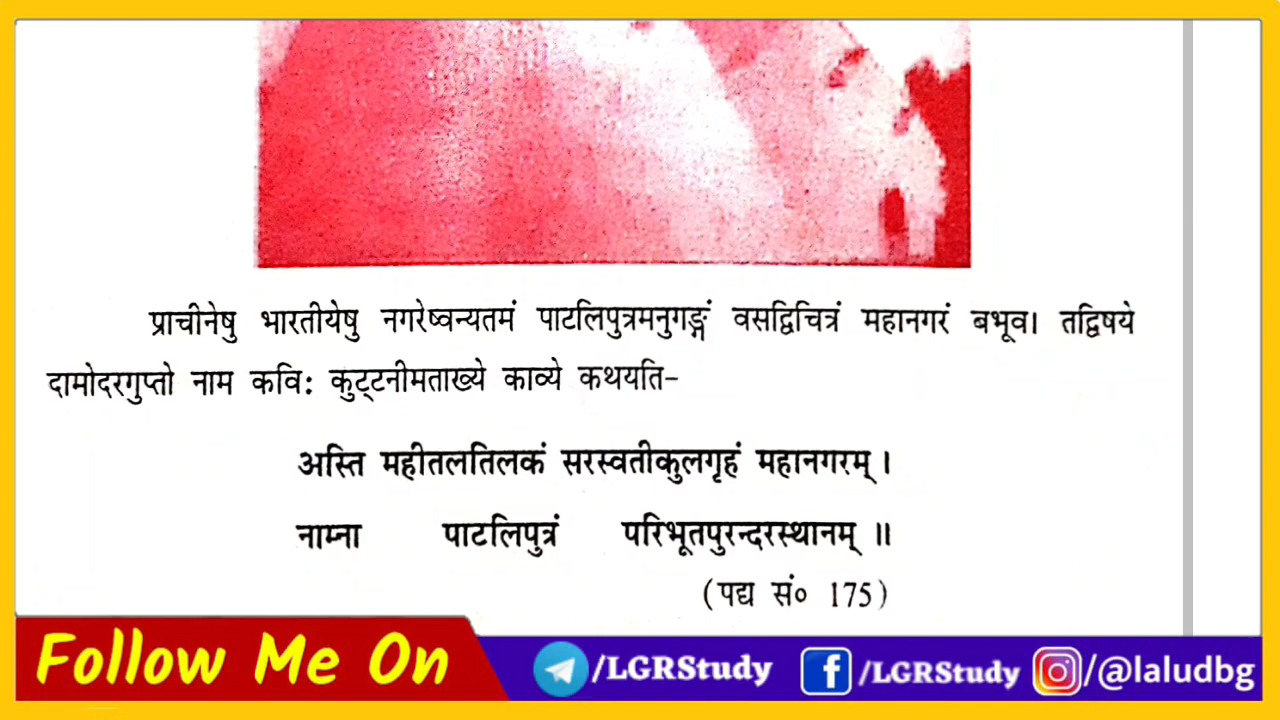 प्राचीनेषु भारतीयेषु नगरेष्वन्यतमं पाटलिपुत्रमनुगङ्गं वसद्विचित्रं महानगरं बभूव। तद्विषये
दामोदरगुप्तो नाम कविः कुट्टनीमताख्ये काव्ये कथयति-
अस्ति महीतलतिलकं सरस्वतीकुलगृहं महानगरम् ।
नाम्ना पाटलिपुत्रं परिभूतपुरन्दरस्थानम् ॥
(पद्य सं० 175)
Follow Me On /LGRStudy /LGRStudy /@laludbg